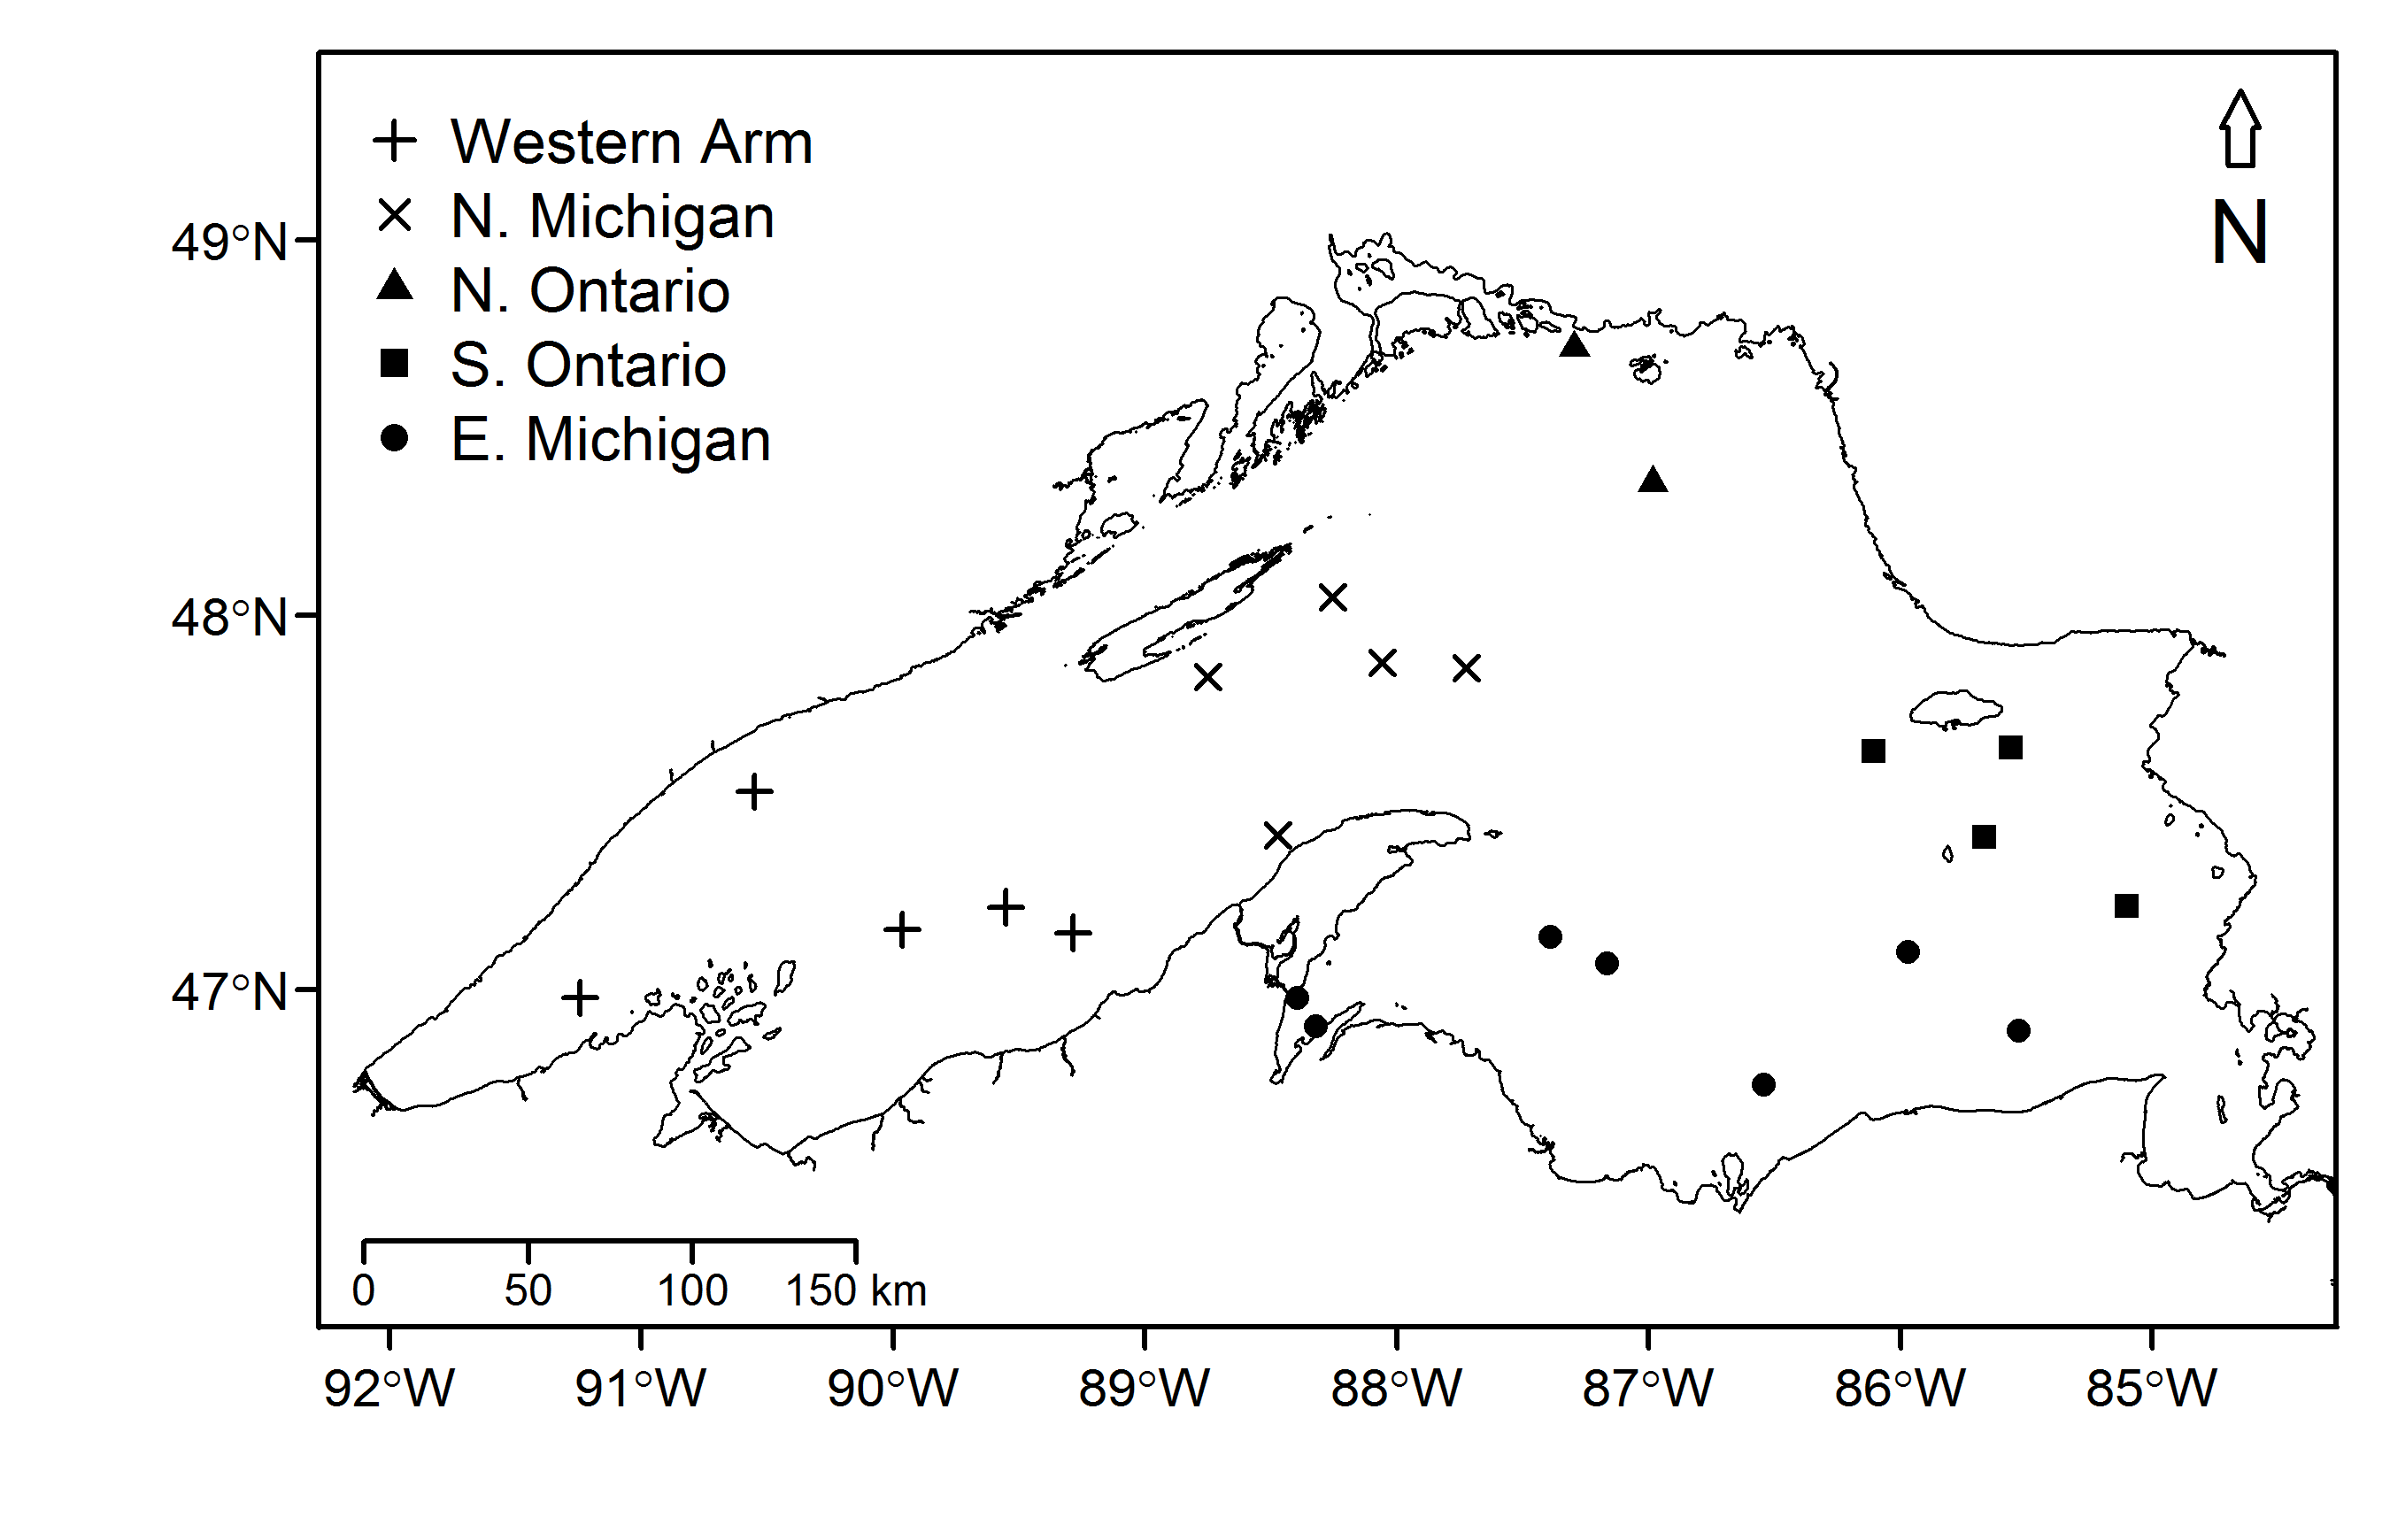 Western Arm
N. Michigan
N. Ontario
S. Ontario
E. Michigan
N
49°N
48°N
47°N
0 50 100 150 km
92°W 91°W 90°W 89°W 88°W 87°W 86°W 85°W